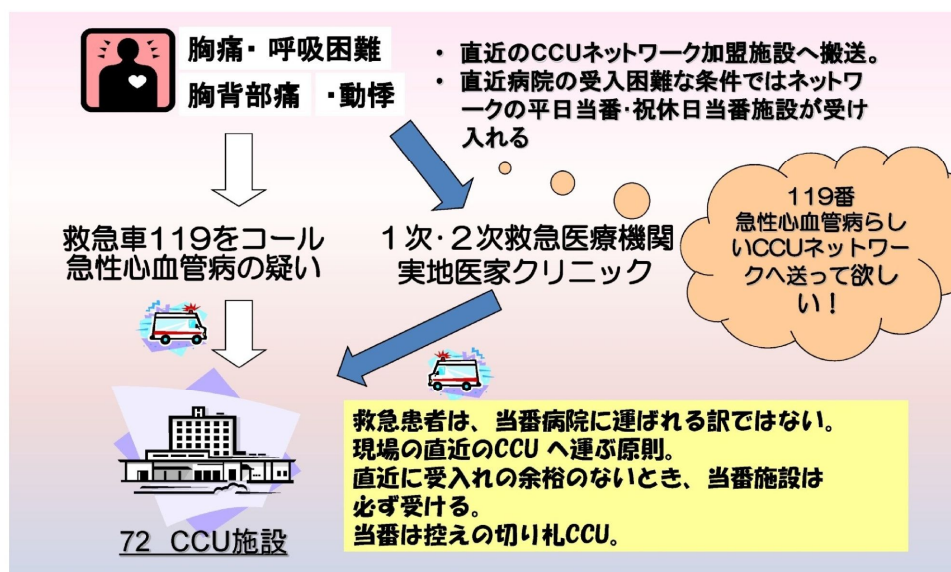 胸痛・呼吸困難
胸背部痛 ・動悸
・ 直近のCCUネットワーク加盟施設へ搬送。
・ 直近病院の受入困難な条件ではネットワ
ークの平日当番・祝休日当番施設が受け
入れる
救急車119をコール
急性心血管病の疑い
1次・2次救急医療機関
実地医家クリニック
119番
急性心血管病らし
いCCUネットワー
クへ送って欲し
い！
救急患者は、当番病院に運ばれる訳ではない。
現場の直近のCCU へ運ぶ原則。
直近に受入れの余裕のないとき、当番施設は
必ず受ける。
当番は控えの切り札CCU。
72 CCU施設